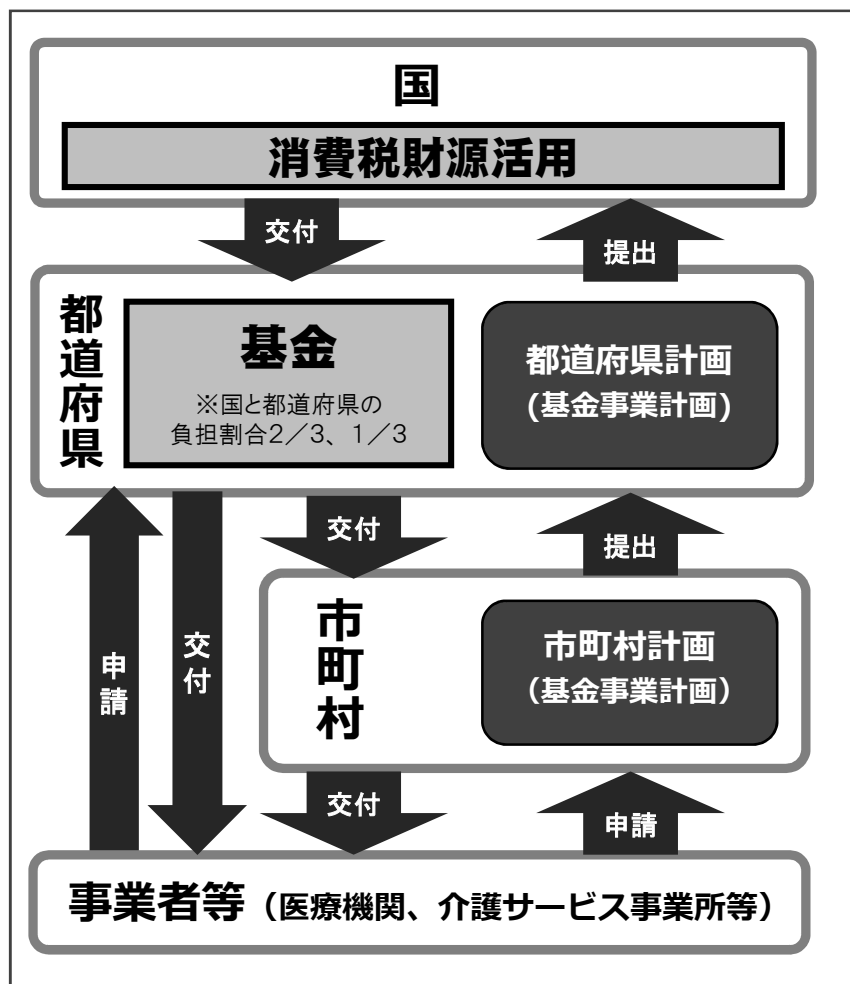 国
消費税財源活用
交付
提出
都道府県
基金
※国と都道府県の
負担割合2／3、1／3
都道府県計画
(基金事業計画)
交付
提出
申請
交付
市町村
市町村計画
（基金事業計画）
交付
申請
事業者等（医療機関、介護サービス事業所等）